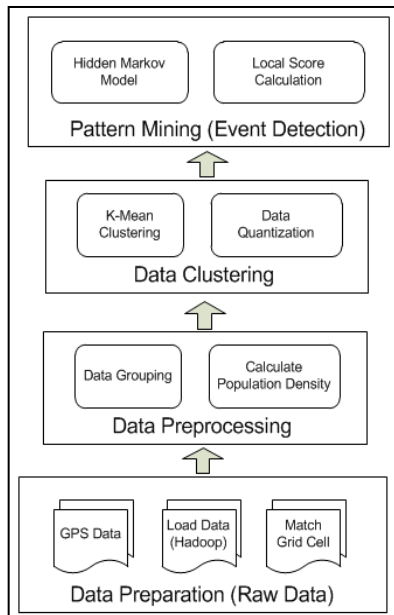 Hidden Markov
Model
Local Score
Calculation
Pattern Mining (Event Detection)
K-Mean
Clustering
Data
Quantization
Data Clustering
Data Grouping
Calculate
Population Density
Data Preprocessing
GPS Data
Load Data
(Hadoop)
Match
Grid Cell
Data Preparation (Raw Data)